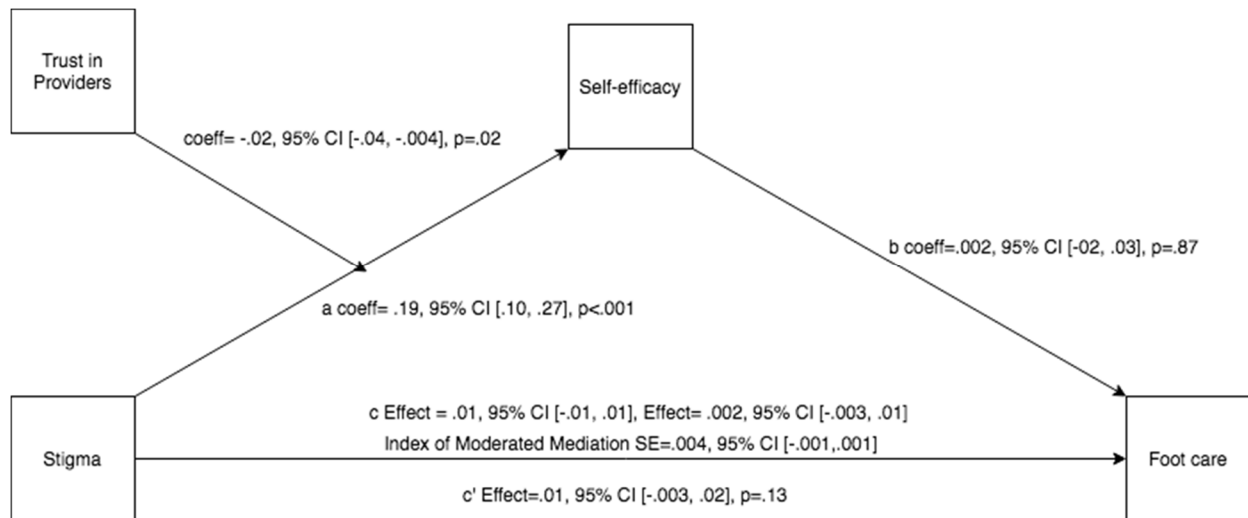 Trust in
Providers
Self-efficacy
coeff= -.02, 95% CI [-.04, -.004], p=.02
b coeff=.002, 95% CI [-02, .03], p=.87
a coeff= .19, 95% CI [.10, .27], p<.001
c Effect = .01, 95% CI [-.01, .01], Effect= .002, 95% CI [-.003, .01]
Index of Moderated Mediation SE=.004, 95% CI [-.001,.001]
Stigma
Foot care
c' Effect=.01, 95% CI [-.003, .02], p=.13